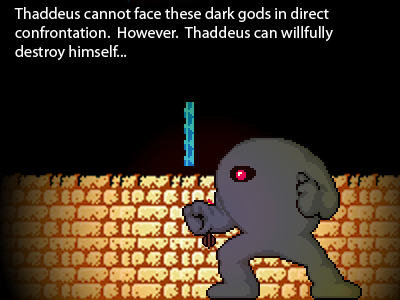 Thaddeus cannot face these dark gods in direct
confrontation.  However.  Thaddeus can willfully
destroy himself...